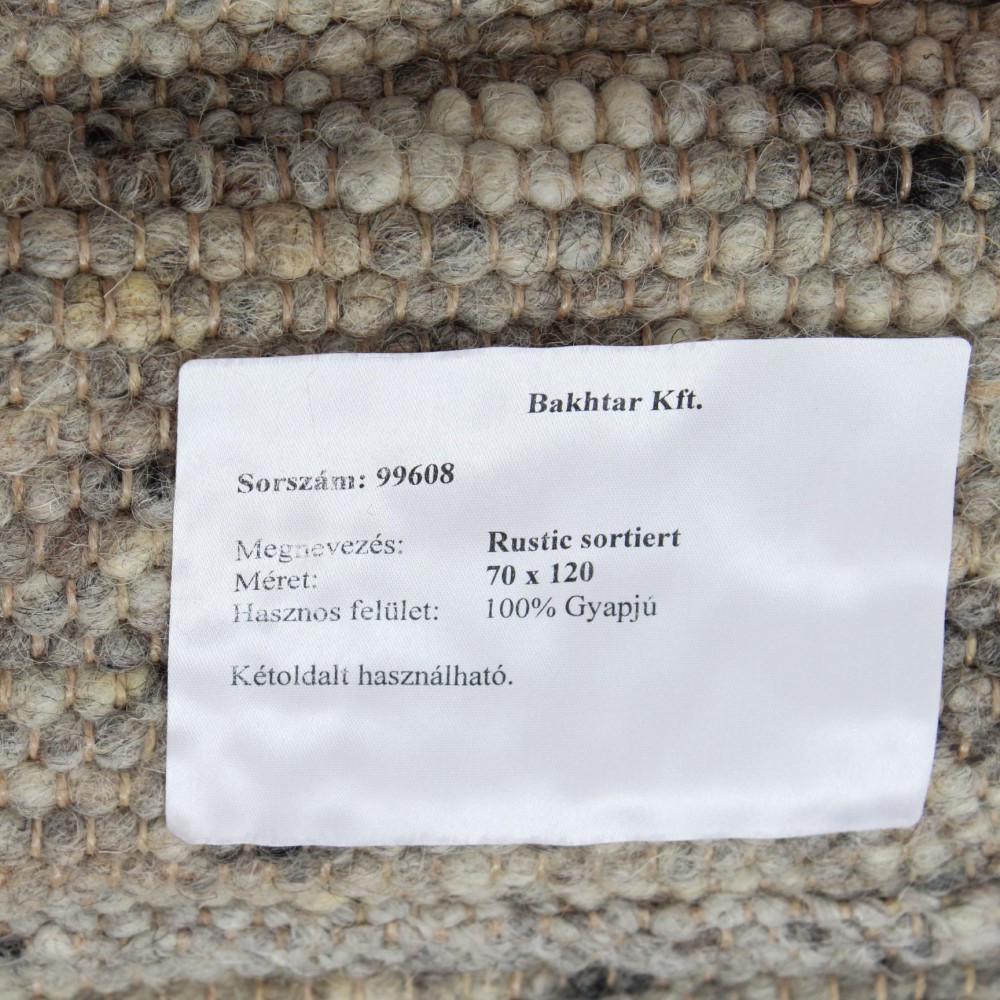 Bakhtar Kft.
Sorszám: 99608
Megnevezés: Rustic sortiert
Méret: 70 x 120
Hasznos felület: 100% Gyapjú
Kétoldalt használható.